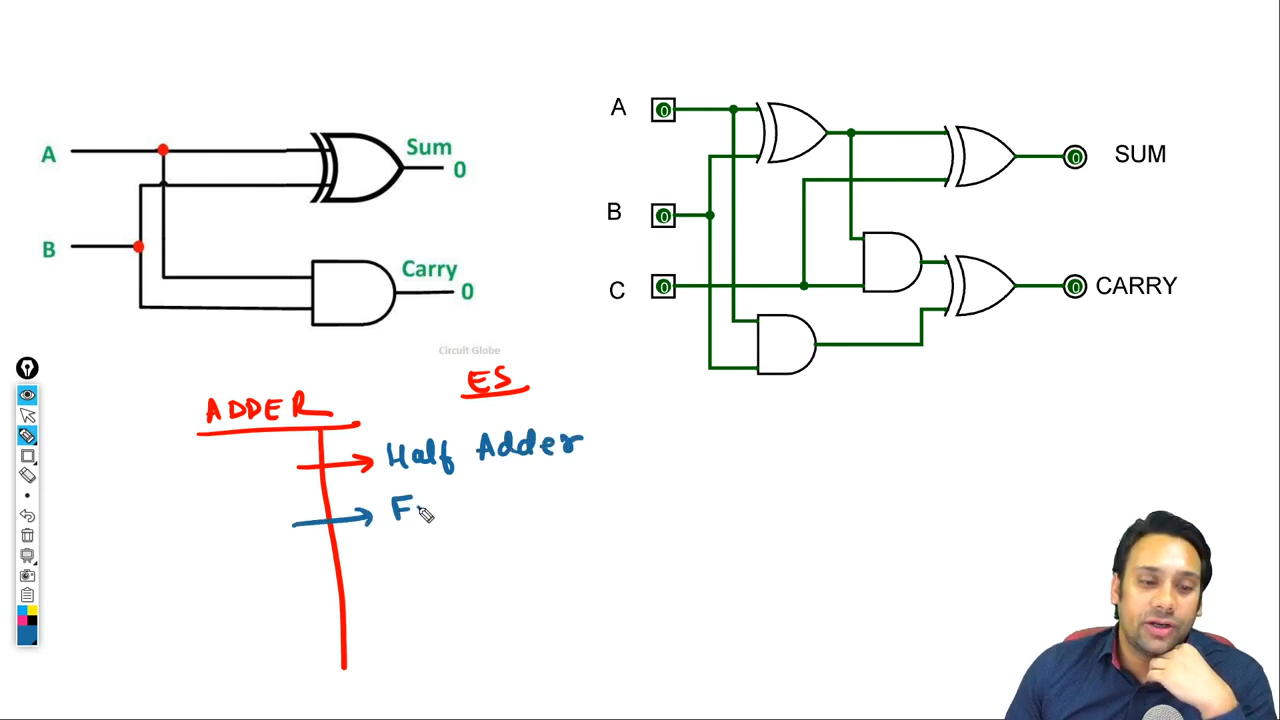 A
B
Sum
0
Carry
0
Circuit Globe
A
0
B
0
C
0
0
SUM
0
CARRY
ES
ADDER
Half Adder
F